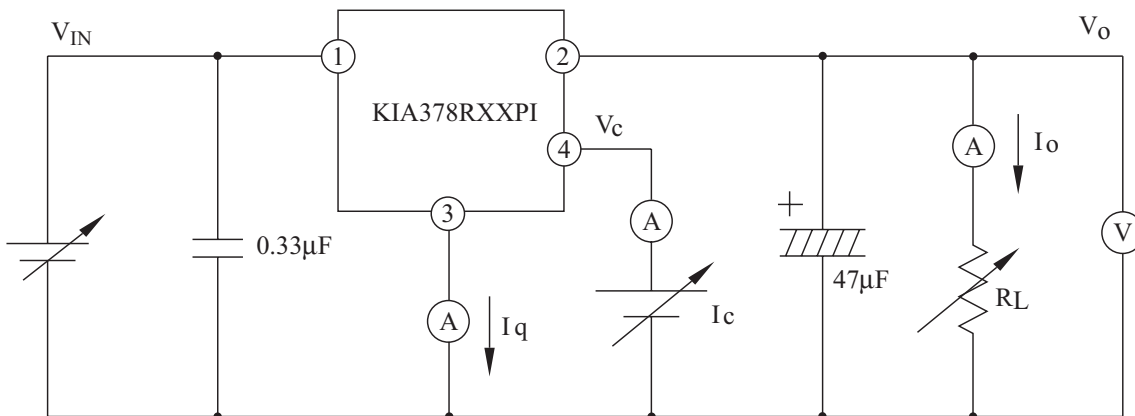 V_IN
1
2
V_o
KIA378RXXPI
V_c
4
A
I_o
3
A
+
V
0.33μF
47μF
R_L
A
I_q
I_c